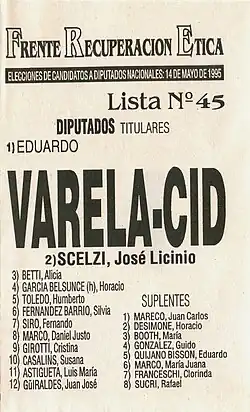 FRENTE RECUPERACION ETICA
ELECCIONES DE CANDIDATOS A DIPUTADOS NACIONALES: 14 DE MAYO DE 1995
Lista Nº 45
DIPUTADOS TITULARES
1) EDUARDO
VARELA-CID
2) SCELZI, José Licinio
3) BETTI, Alicia
4) GARCIA BELSUNCE (h), Horacio
5) TOLEDO, Humberto
6) FERNANDEZ BARRIO, Silvia
7) SIRO, Fernando
8) MARCO, Daniel Justo
9) GIROTTI, Cristina
10) CASALINS, Susana
11) ASTIGUETA, Luis María
12) GÜIRALDES, Juan José
SUPLENTES
1) MARECO, Juan Carlos
2) DESIMONE, Horacio
3) BOOTH, María
4) GONZALEZ, Guido
5) QUIJANO BISSON, Eduardo
6) MARCO, María Juana
7) FRANCESCHI, Clorinda
8) SUCRI, Rafael